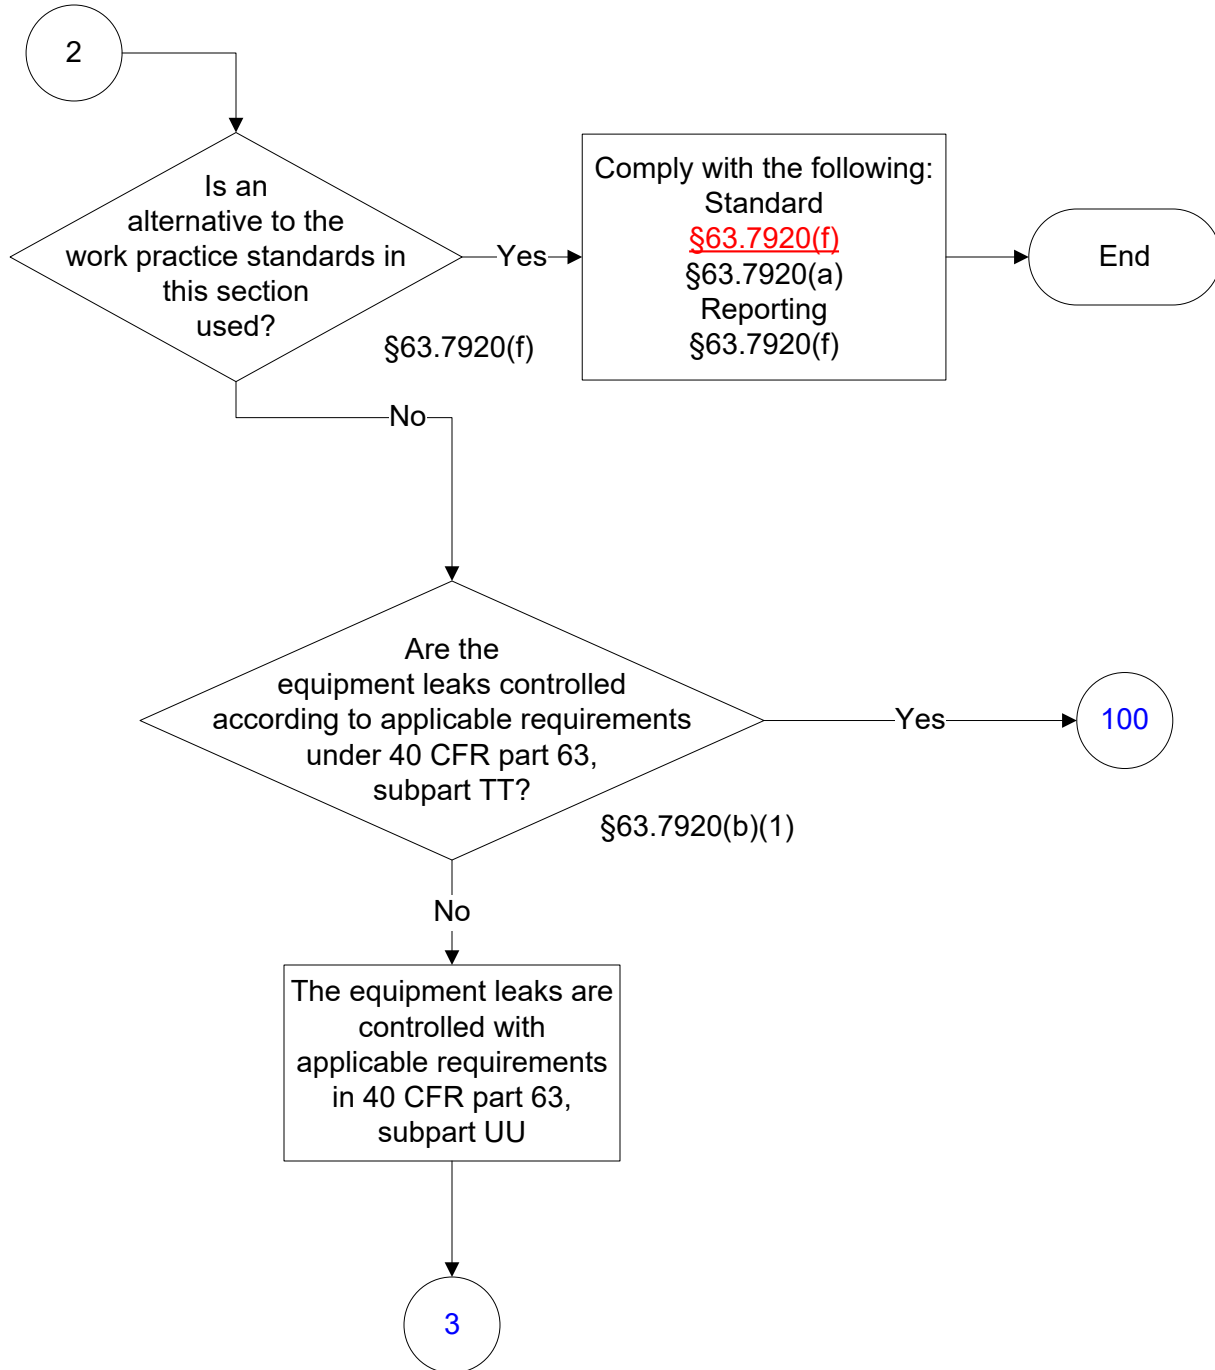 2
Is an
alternative to the
work practice standards in
this section
used?
§63.7920(f)
Yes
Comply with the following:
Standard
§63.7920(f)
§63.7920(a)
Reporting
§63.7920(f)
End
No
Are the
equipment leaks controlled
according to applicable requirements
under 40 CFR part 63,
subpart TT?
§63.7920(b)(1)
Yes
100
No
The equipment leaks are
controlled with
applicable requirements
in 40 CFR part 63,
subpart UU
3